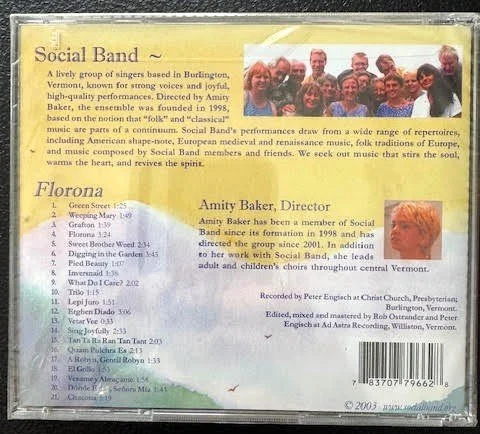 Social Band ~
A lively group of singers based in Burlington,
Vermont, known for strong voices and joyful,
high-quality performances. Directed by Amity
Baker, the ensemble was founded in 1998,
based on the notion that "folk" and "classical"
music are parts of a continuum. Social Band's performances draw from a wide range of repertoires,
including American shape-note, European medieval and renaissance music, folk traditions of Europe,
and music composed by Social Band members and friends. We seek out music that stirs the soul,
warms the heart, and revives the spirit.
Florona
1. Green Street 1:25
2. Weeping Mary 1:49
3. Grafton 1:39
4. Florona 3:24
5. Sweet Brother Weed 2:34
6. Digging in the Garden 3:45
7. Pied Beauty 1:07
8. Inversnaid 1:38
9. What Do I Care? 2:02
10. Trilo 1:15
11. Lepi Juro 1:51
12. Erghen Diado 3:06
13. Vetar Vee 0:33
14. Sing Joyfully 2:33
15. Tan Ta Ra Ran Tan Tant 2:03
16. Quam Pulchra Es 2:13
17. A Robyn, Gentil Robyn 1:53
18. El Grillo 1:53
19. Vesame y Abraçame 1:56
20. Dónde Señora Mia 1:43
21. Chacona 3:19
Amity Baker, Director
Amity Baker has been a member of Social
Band since its formation in 1998 and has
directed the group since 2001. In addition
to her work with Social Band, she leads
adult and children's choirs throughout central Vermont.
Recorded by Peter Engisch at Christ Church, Presbyterian;
Burlington, Vermont.
Edited, mixed and mastered by Rob Ostrander and Peter
Engisch at Ad Astra Recording, Williston, Vermont.
7 83707 79662 8
© 2003 www.socialband.org